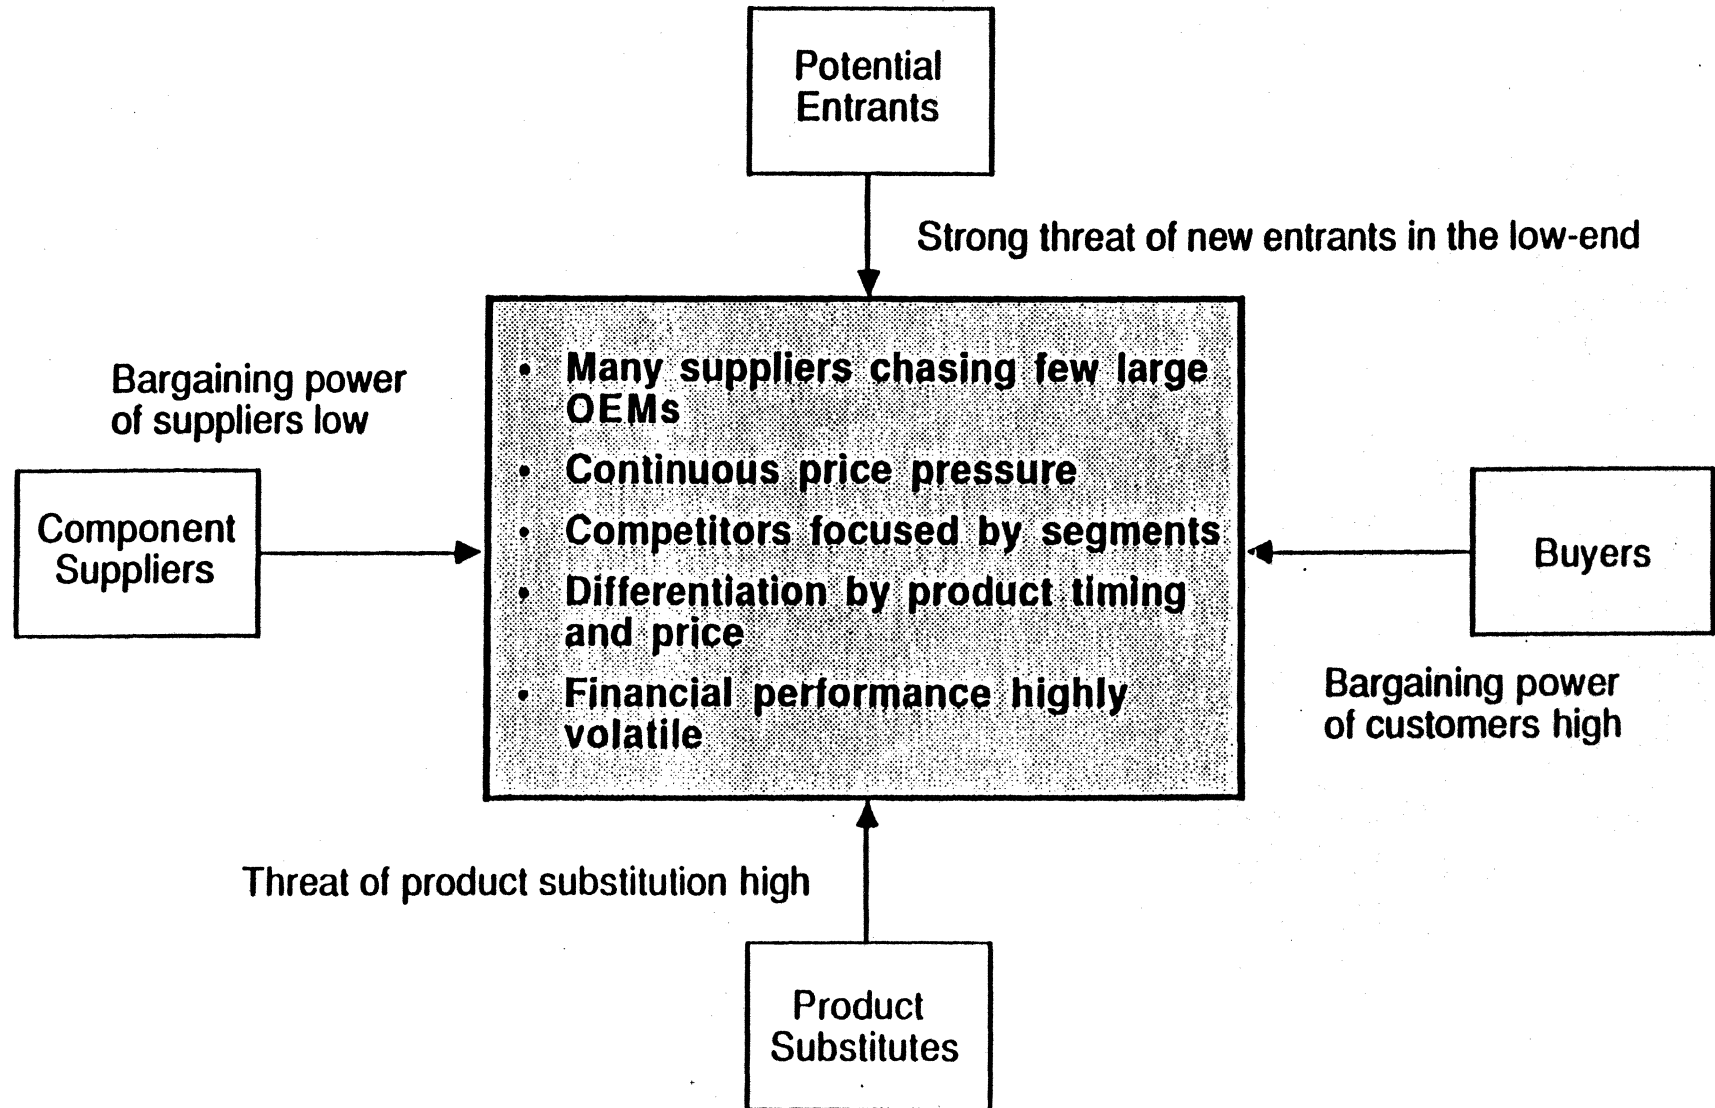 Potential
Entrants
Strong threat of new entrants in the low-end
Bargaining power
of suppliers low
Component
Suppliers
• Many suppliers chasing few large
OEMs
• Continuous price pressure
• Competitors focused by segments
• Differentiation by product timing
and price
• Financial performance highly
volatile
Buyers
Bargaining power
of customers high
Threat of product substitution high
Product
Substitutes